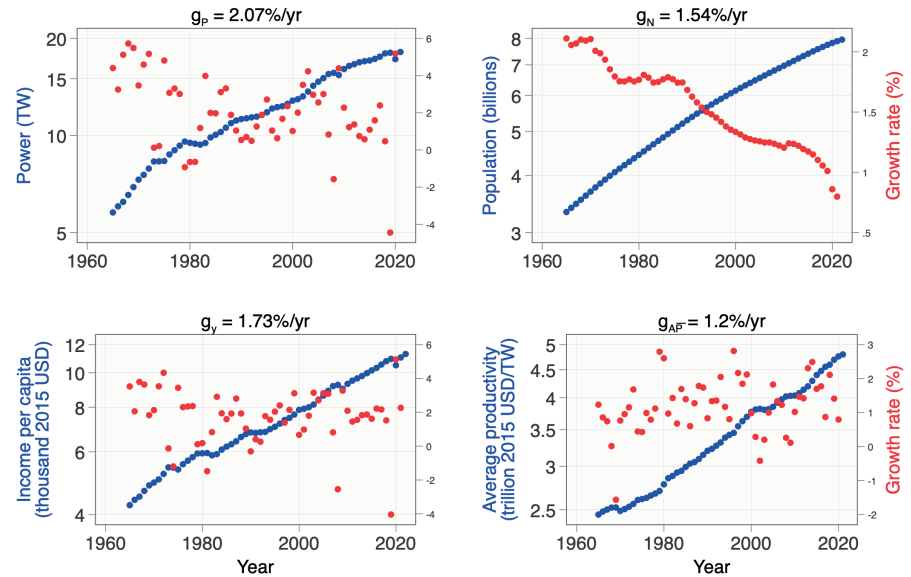 g_P = 2.07%/yr
Power (TW)
20
15
10
5
6
4
2
0
-2
-4
1960 1980 2000 2020
g_N = 1.54%/yr
Population (billions)
8
7
6
5
4
3
2
1.5
1
.5
Growth rate (%)
1960 1980 2000 2020
g_y = 1.73%/yr
Income per capita
(thousand 2015 USD)
12
10
8
6
4
6
4
2
0
-2
-4
1960 1980 2000 2020
Year
g_AP = 1.2%/yr
Average productivity
(trillion 2015 USD/TW)
5
4.5
4
3.5
3
2.5
3
2
1
0
-1
-2
Growth rate (%)
1960 1980 2000 2020
Year